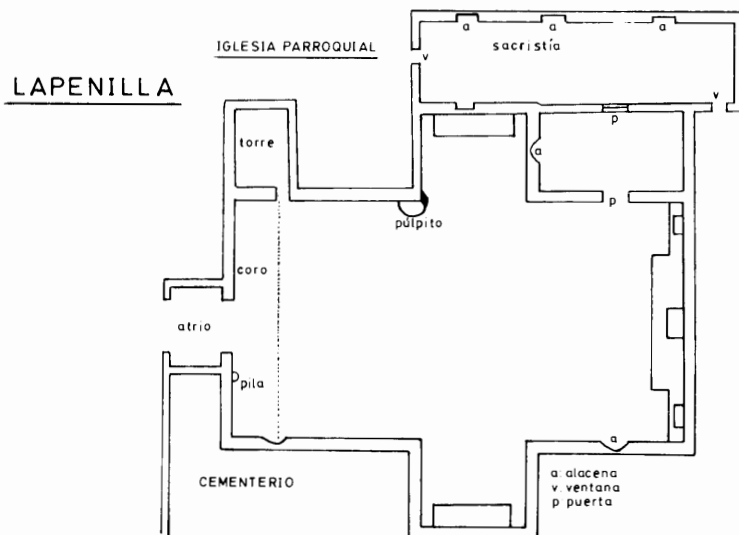 IGLESIA PARROQUIAL
LAPENILLA
a a a
sacristía
v
v
p
torre
a
p
púlpito
coro
atrio
pila
a
CEMENTERIO
a: alacena
v. ventana
p puerta